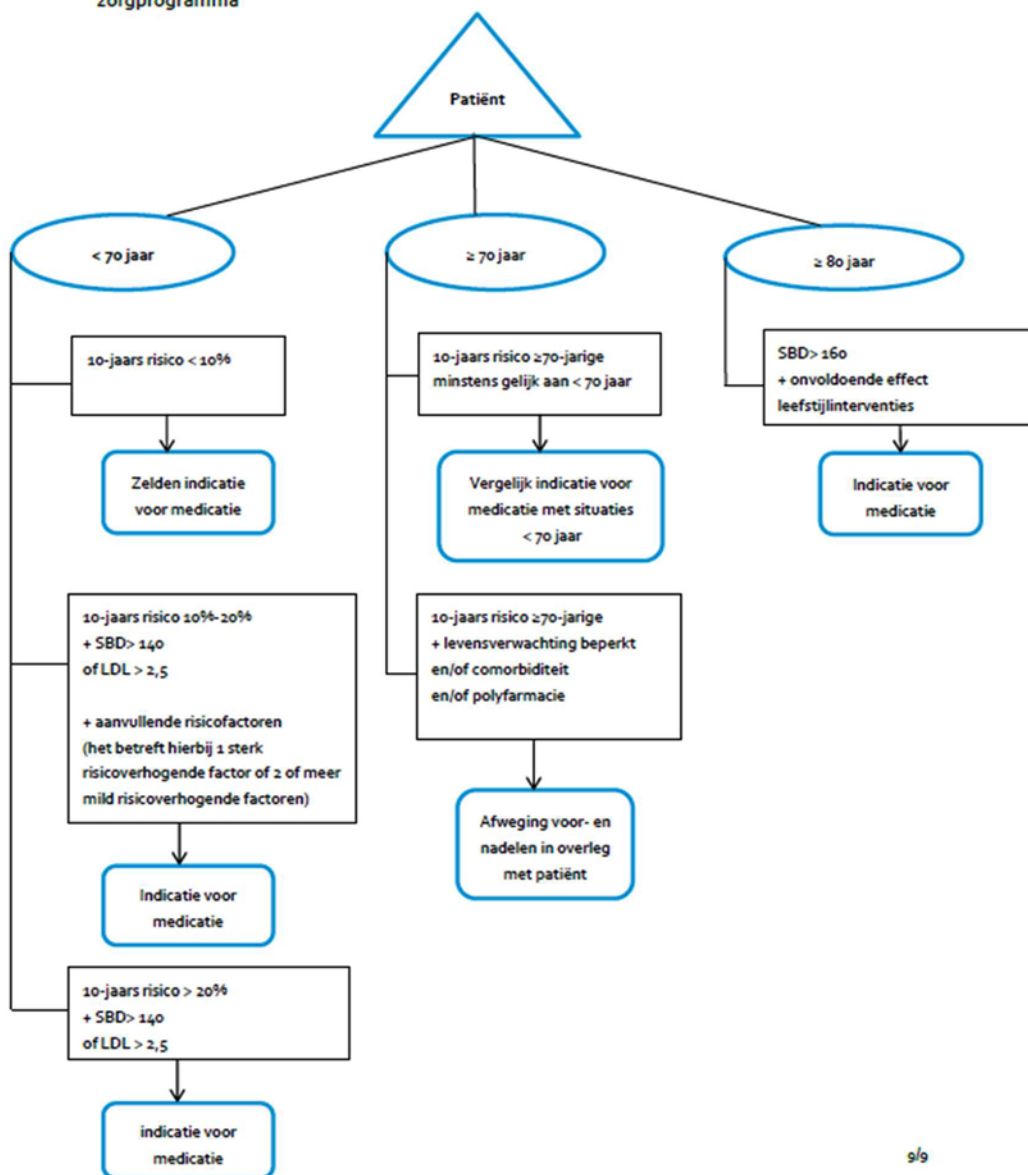 zorgprogramma
Patiënt
< 70 jaar
≥ 70 jaar
≥ 80 jaar
10-jaars risico < 10%
Zelden indicatie
voor medicatie
10-jaars risico 10%-20%
+ SBD> 140
of LDL > 2,5
+ aanvullende risicofactoren
(het betreft hierbij 1 sterk
risicoverhogende factor of 2 of meer
mild risicoverhogende factoren)
Indicatie voor
medicatie
10-jaars risico > 20%
+ SBD> 140
of LDL > 2,5
indicatie voor
medicatie
10-jaars risico ≥70-jarige
minstens gelijk aan < 70 jaar
Vergelijk indicatie voor
medicatie met situaties
< 70 jaar
10-jaars risico ≥70-jarige
+ levensverwachting beperkt
en/of comorbiditeit
en/of polyfarmacie
Afweging voor- en
nadelen in overleg
met patiënt
SBD> 160
+ onvoldoende effect
leefstijlinterventies
Indicatie voor
medicatie
9/9